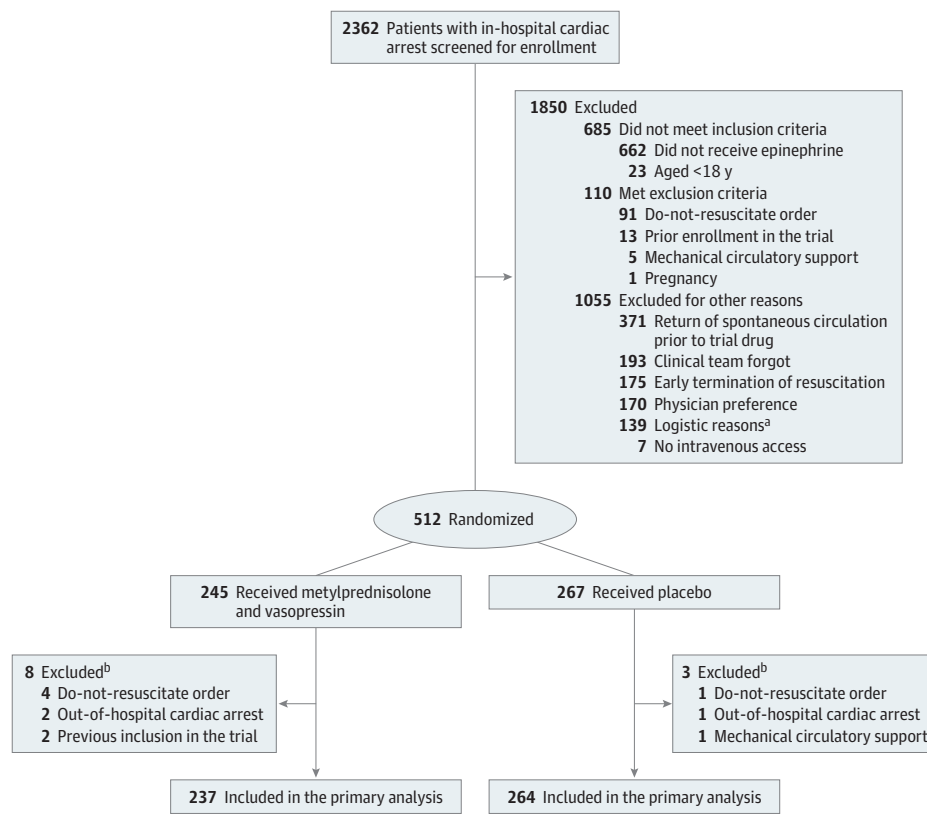 2362 Patients with in-hospital cardiac
arrest screened for enrollment
1850 Excluded
685 Did not meet inclusion criteria
662 Did not receive epinephrine
23 Aged <18 y
110 Met exclusion criteria
91 Do-not-resuscitate order
13 Prior enrollment in the trial
5 Mechanical circulatory support
1 Pregnancy
1055 Excluded for other reasons
371 Return of spontaneous circulation
prior to trial drug
193 Clinical team forgot
175 Early termination of resuscitation
170 Physician preference
139 Logistic reasonsa
7 No intravenous access
512 Randomized
245 Received metylprednisolone
and vasopressin
267 Received placebo
8 Excludedb
4 Do-not-resuscitate order
2 Out-of-hospital cardiac arrest
2 Previous inclusion in the trial
3 Excludedb
1 Do-not-resuscitate order
1 Out-of-hospital cardiac arrest
1 Mechanical circulatory support
237 Included in the primary analysis
264 Included in the primary analysis